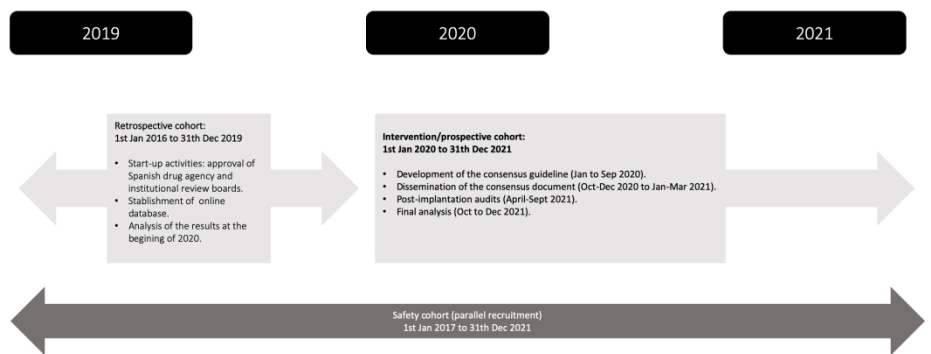 2019
2020
2021
Retrospective cohort:
1st Jan 2016 to 31th Dec 2019
• Start-up activities: approval of
Spanish drug agency and
institutional review boards.
• Stablishment of online
database.
• Analysis of the results at the
begining of 2020.
Intervention/prospective cohort:
1st Jan 2020 to 31th Dec 2021
• Development of the consensus guideline (Jan to Sep 2020).
• Dissemination of the consensus document (Oct-Dec 2020 to Jan-Mar 2021).
• Post-implantation audits (April-Sept 2021).
• Final analysis (Oct to Dec 2021).
Safety cohort (parallel recruitment)
1st Jan 2017 to 31th Dec 2021